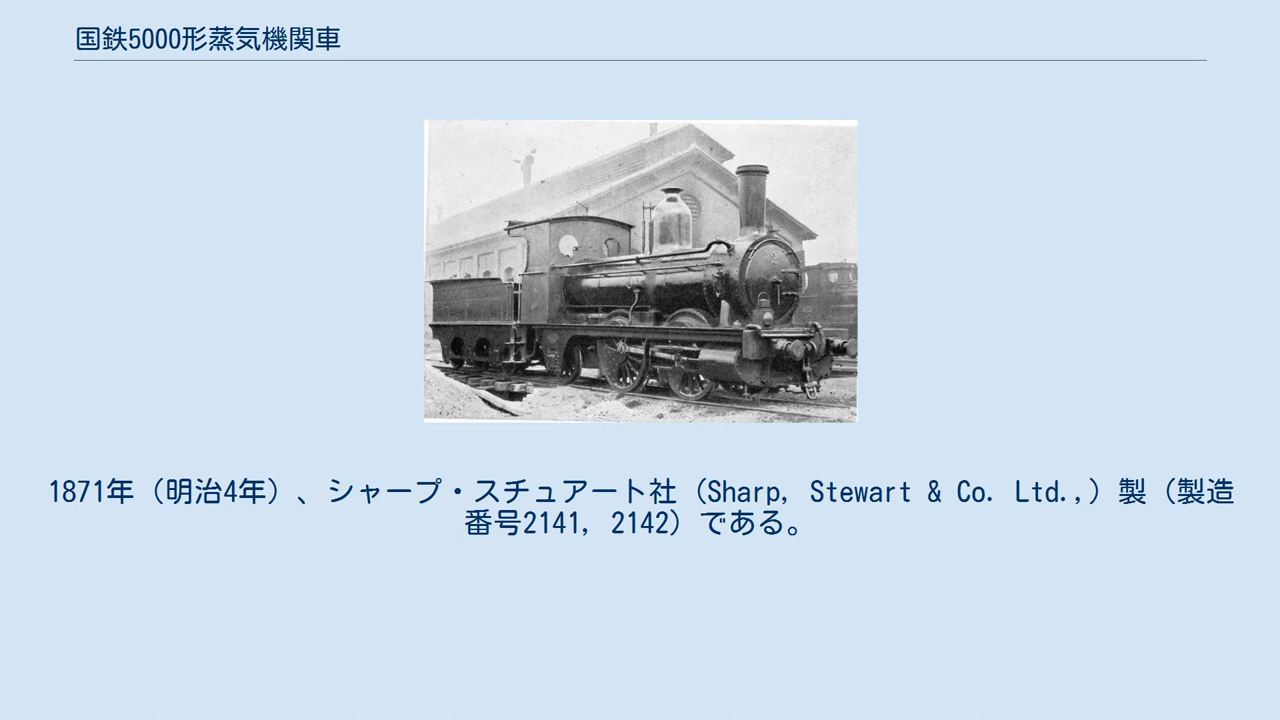 国鉄5000形蒸気機関車
1871年（明治4年）、シャープ・スチュアート社（Sharp, Stewart & Co. Ltd.,）製（製造
番号2141, 2142）である。